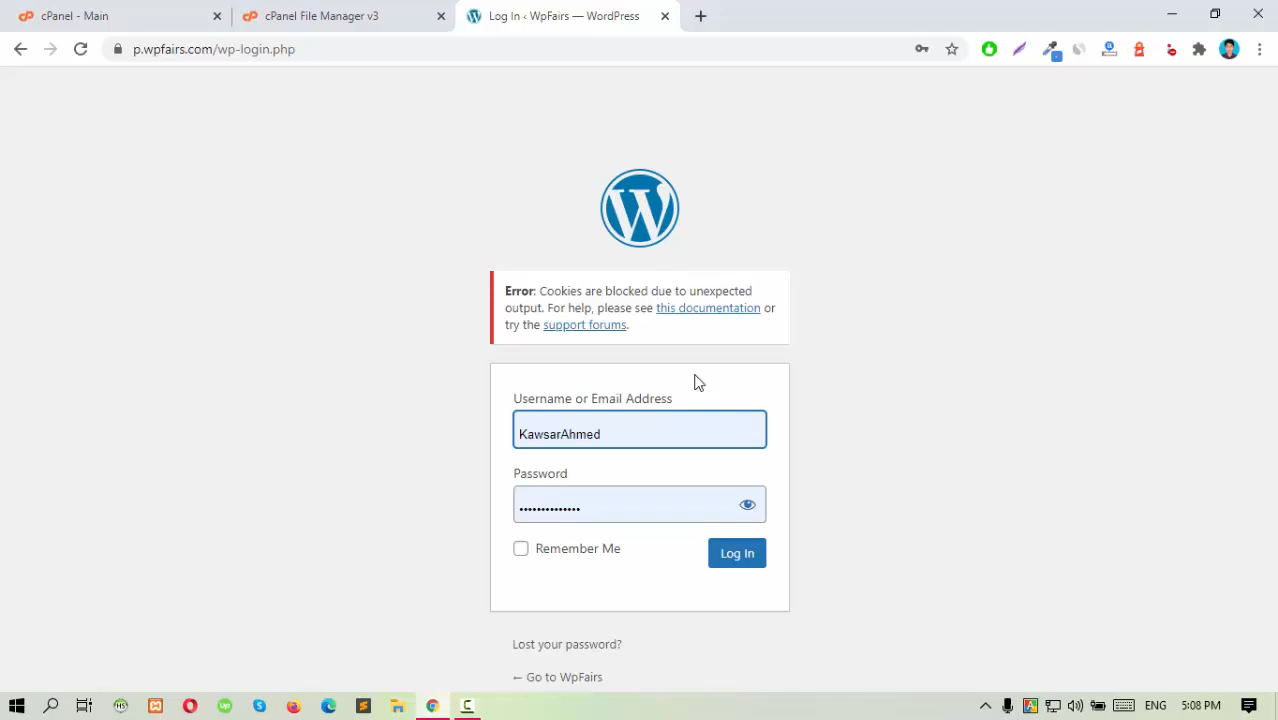 cPanel - Main
cPanel File Manager v3
Log In ‹ WpFairs — WordPress
p.wpfairs.com/wp-login.php
Error: Cookies are blocked due to unexpected
output. For help, please see this documentation or
try the support forums.
Username or Email Address
KawsarAhmed
Password
••••••••••••••
Remember Me
Log In
Lost your password?
← Go to WpFairs
ENG
5:08 PM